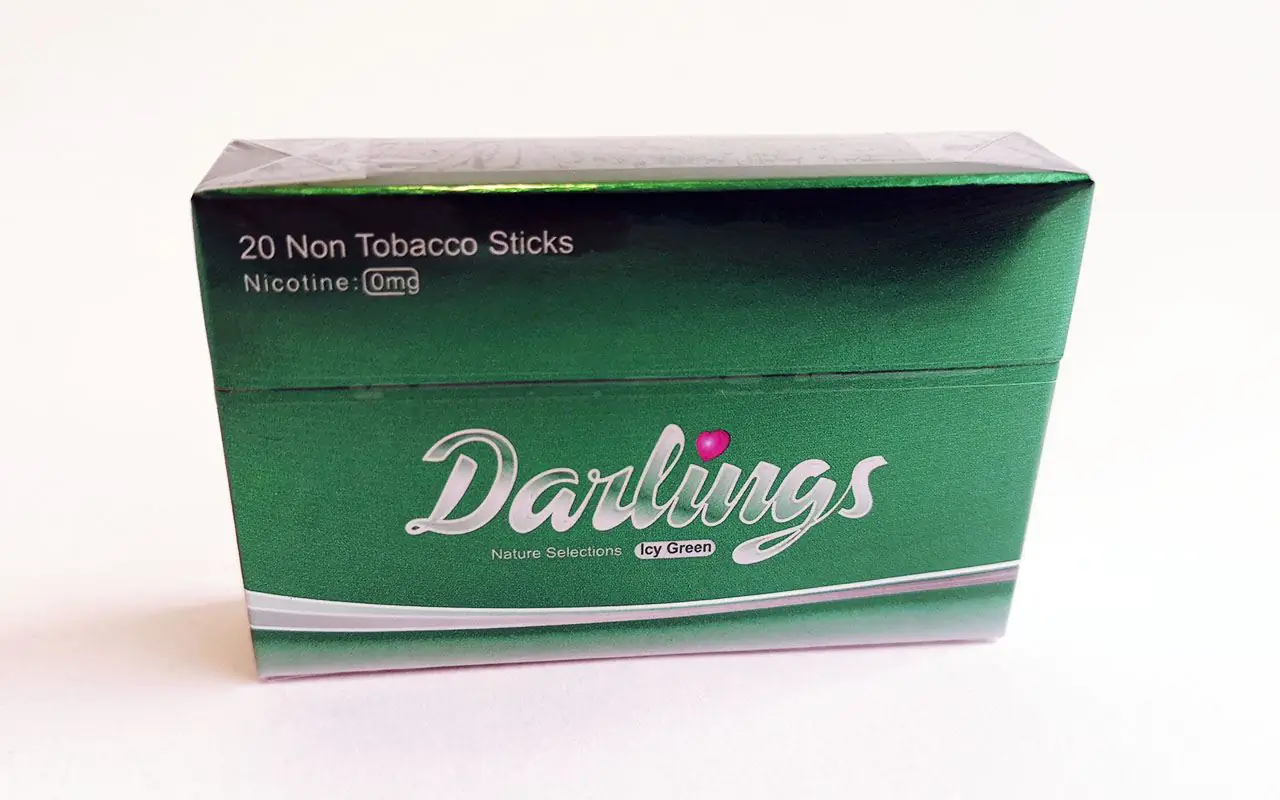 20 Non Tobacco Sticks
Nicotine: 0mg
Darlings
Nature Selections Icy Green